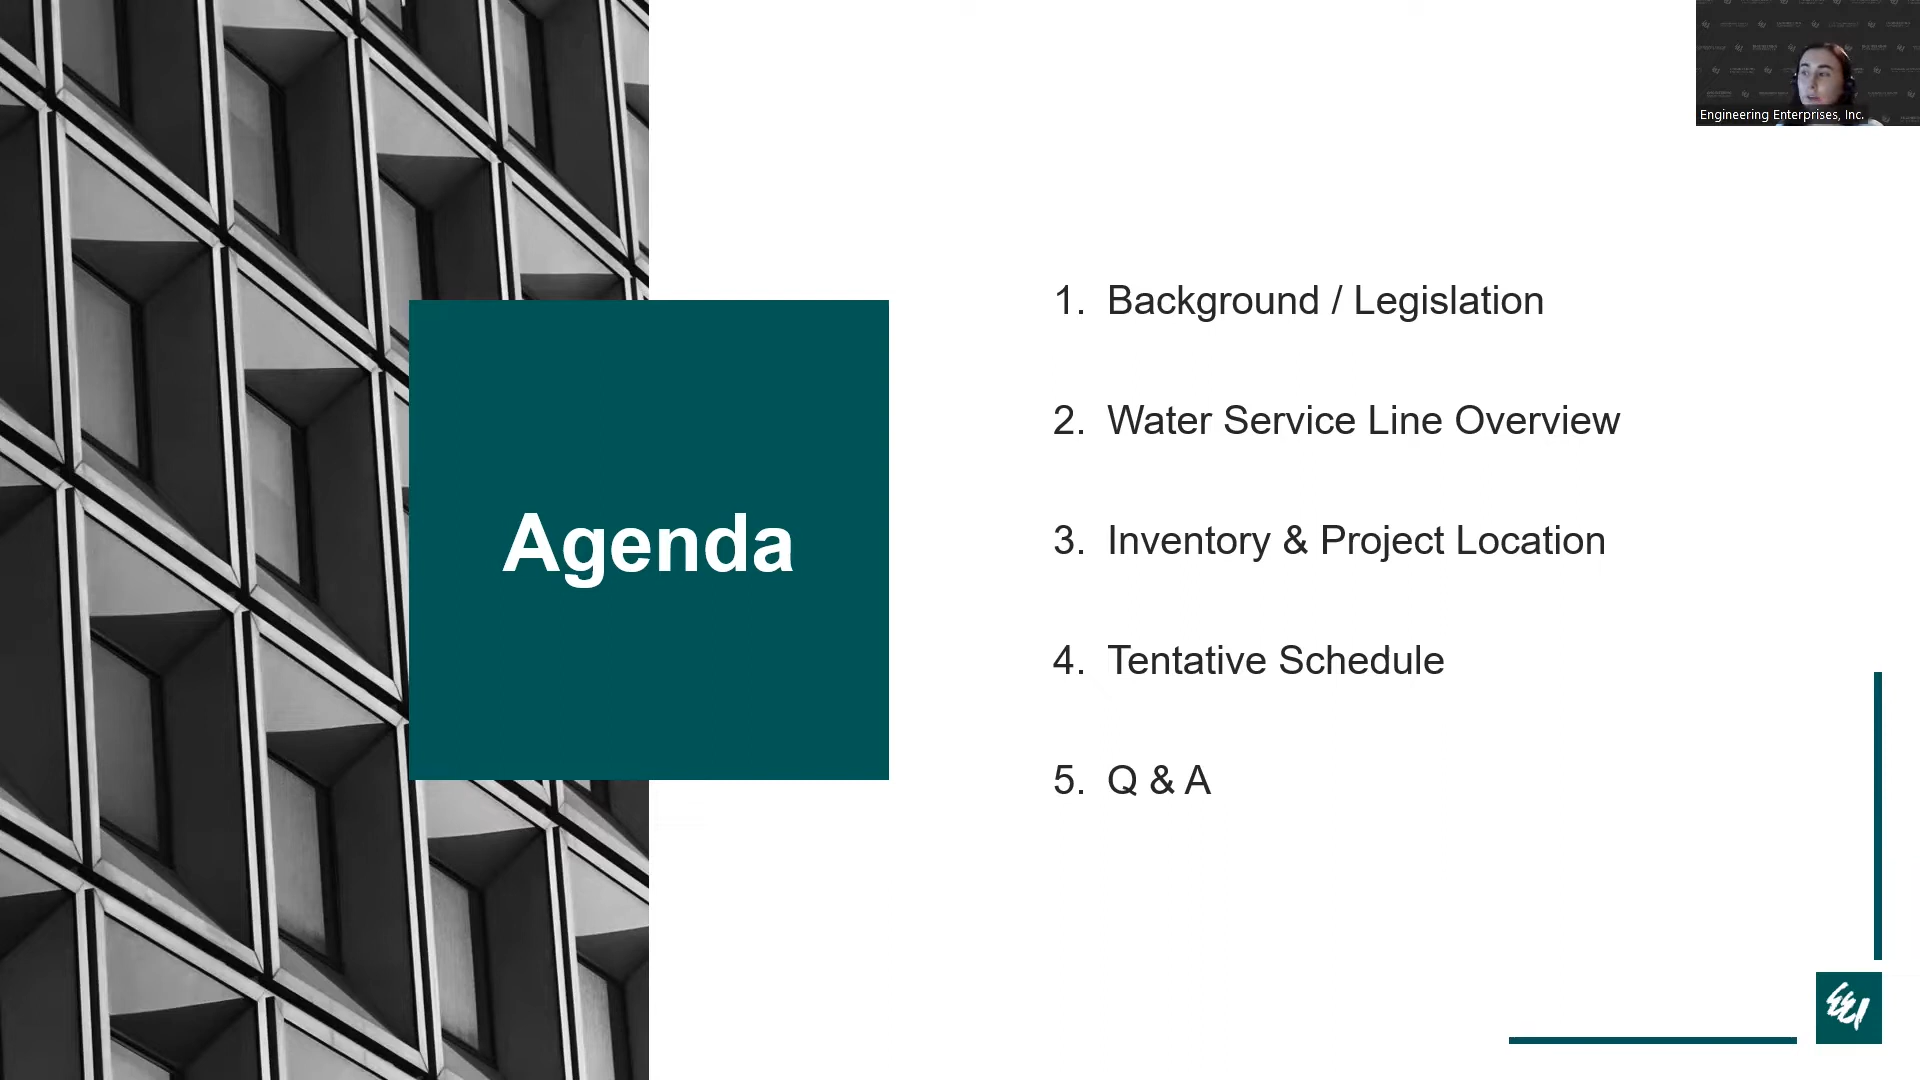 Engineering Enterprises, Inc.
Agenda
1. Background / Legislation
2. Water Service Line Overview
3. Inventory & Project Location
4. Tentative Schedule
5. Q & A
EEI